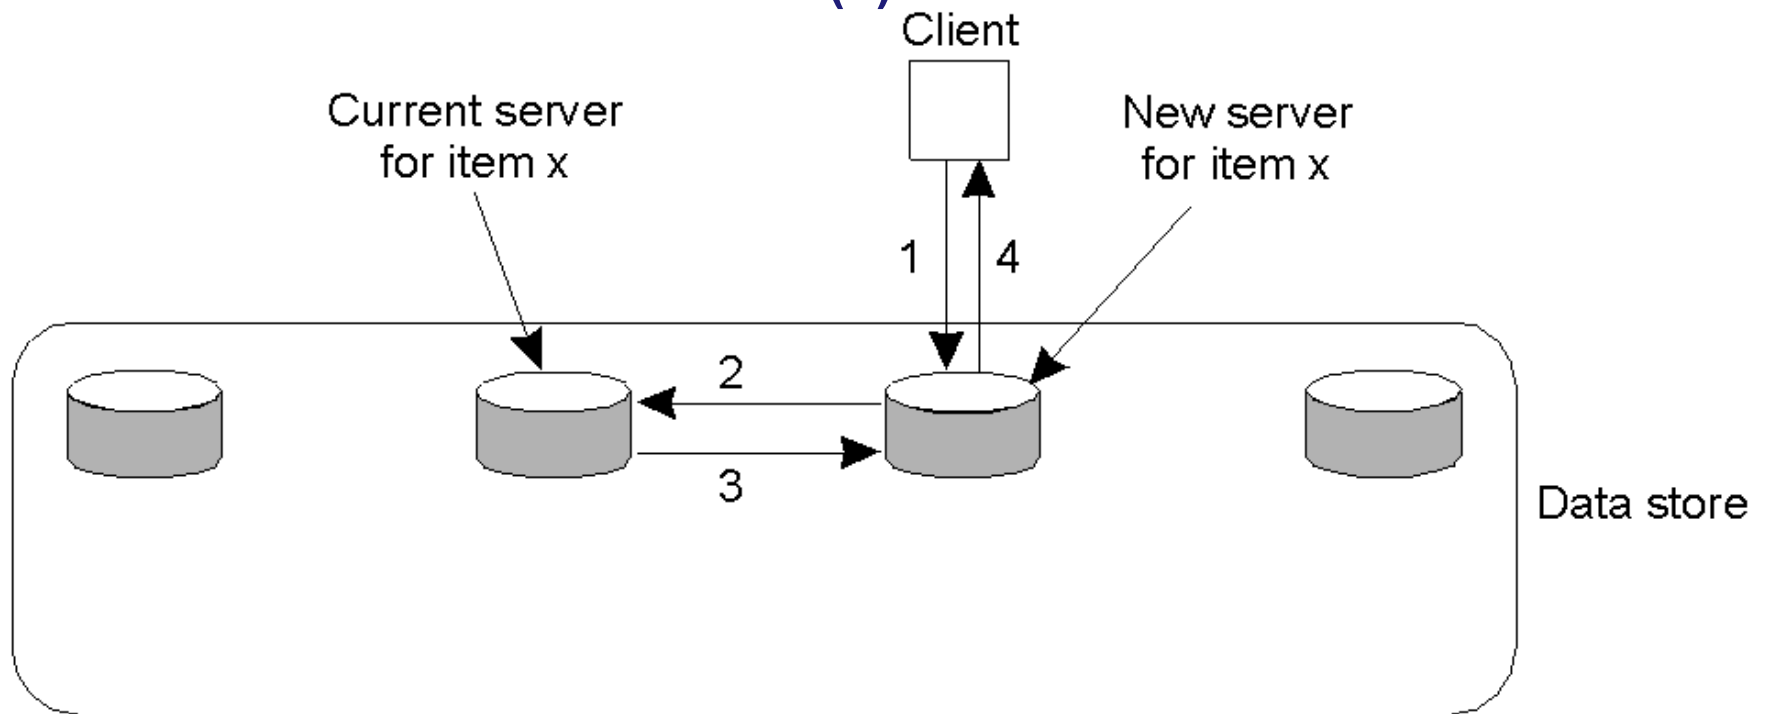 Client
Current server
for item x
New server
for item x
1
4
2
3
Data store